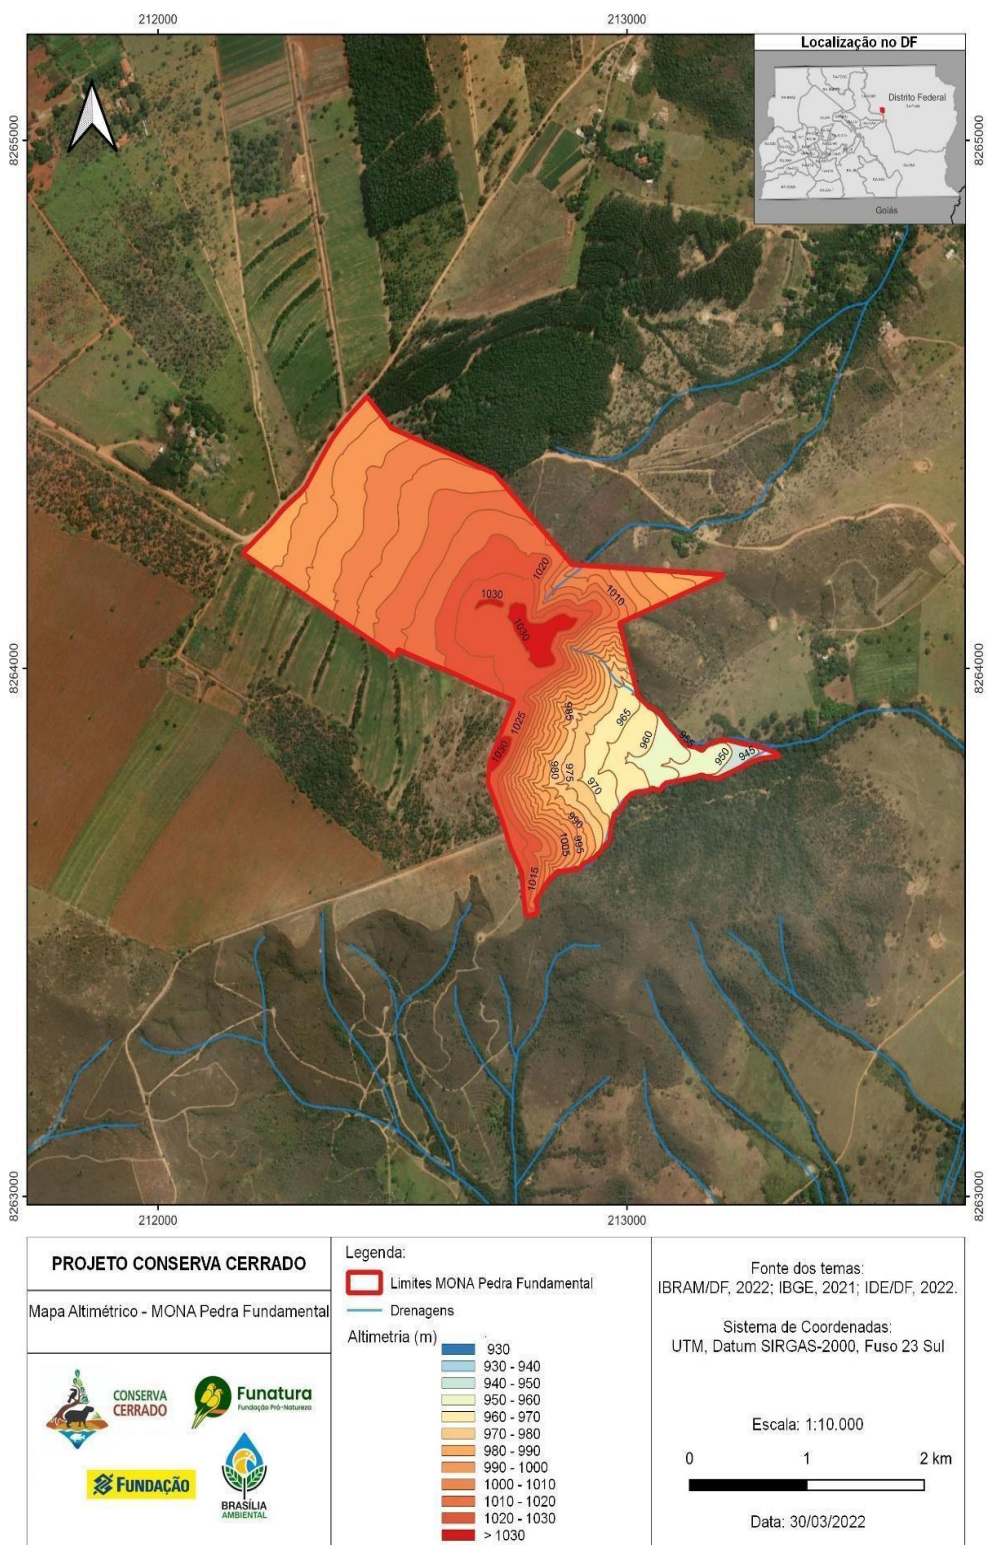 212000
213000
Localização no DF
Distrito Federal
Goiás
8265000
8265000
1030
1020
1010
1030
8264000
8264000
1025
1030
985
965
960
955
950
945
980
975
970
990
995
1005
1015
8263000
8263000
212000
213000
PROJETO CONSERVA CERRADO
Mapa Altimétrico - MONA Pedra Fundamental
CONSERVA
CERRADO
Funatura
Fundação Pró-Natureza
FUNDAÇÃO
BRASÍLIA
AMBIENTAL
Legenda:
Limites MONA Pedra Fundamental
Drenagens
Altimetria (m)
930
930 - 940
940 - 950
950 - 960
960 - 970
970 - 980
980 - 990
990 - 1000
1000 - 1010
1010 - 1020
1020 - 1030
> 1030
Fonte dos temas:
IBRAM/DF, 2022; IBGE, 2021; IDE/DF, 2022.
Sistema de Coordenadas:
UTM, Datum SIRGAS-2000, Fuso 23 Sul
Escala: 1:10.000
0 1 2 km
Data: 30/03/2022